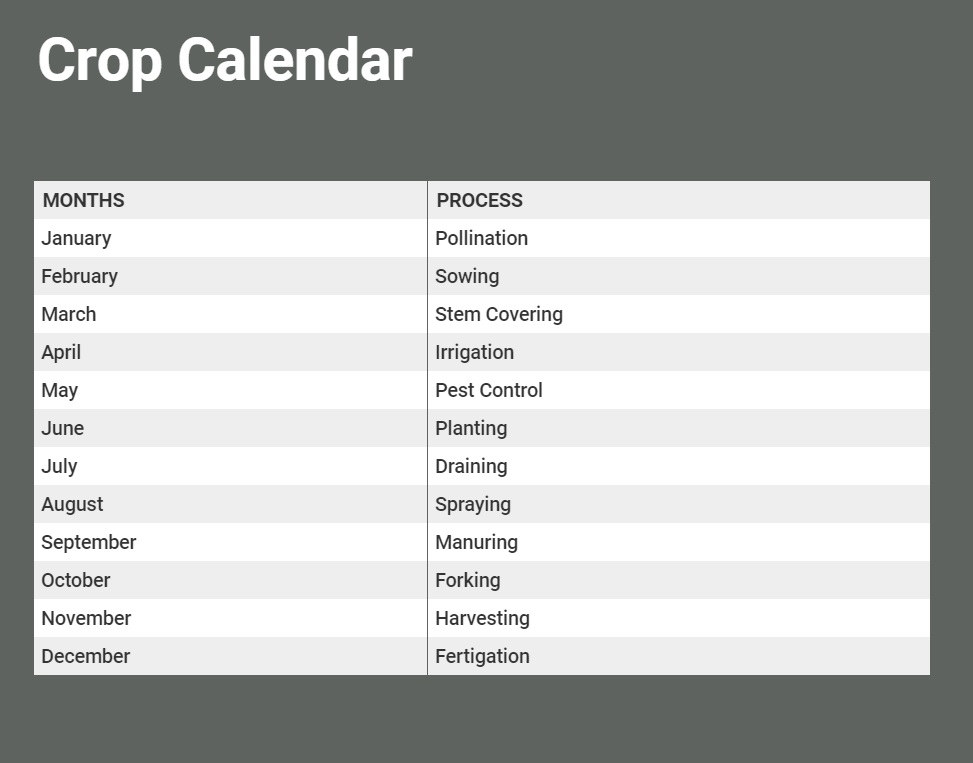 Crop Calendar
MONTHS PROCESS
January Pollination
February Sowing
March Stem Covering
April Irrigation
May Pest Control
June Planting
July Draining
August Spraying
September Manuring
October Forking
November Harvesting
December Fertigation